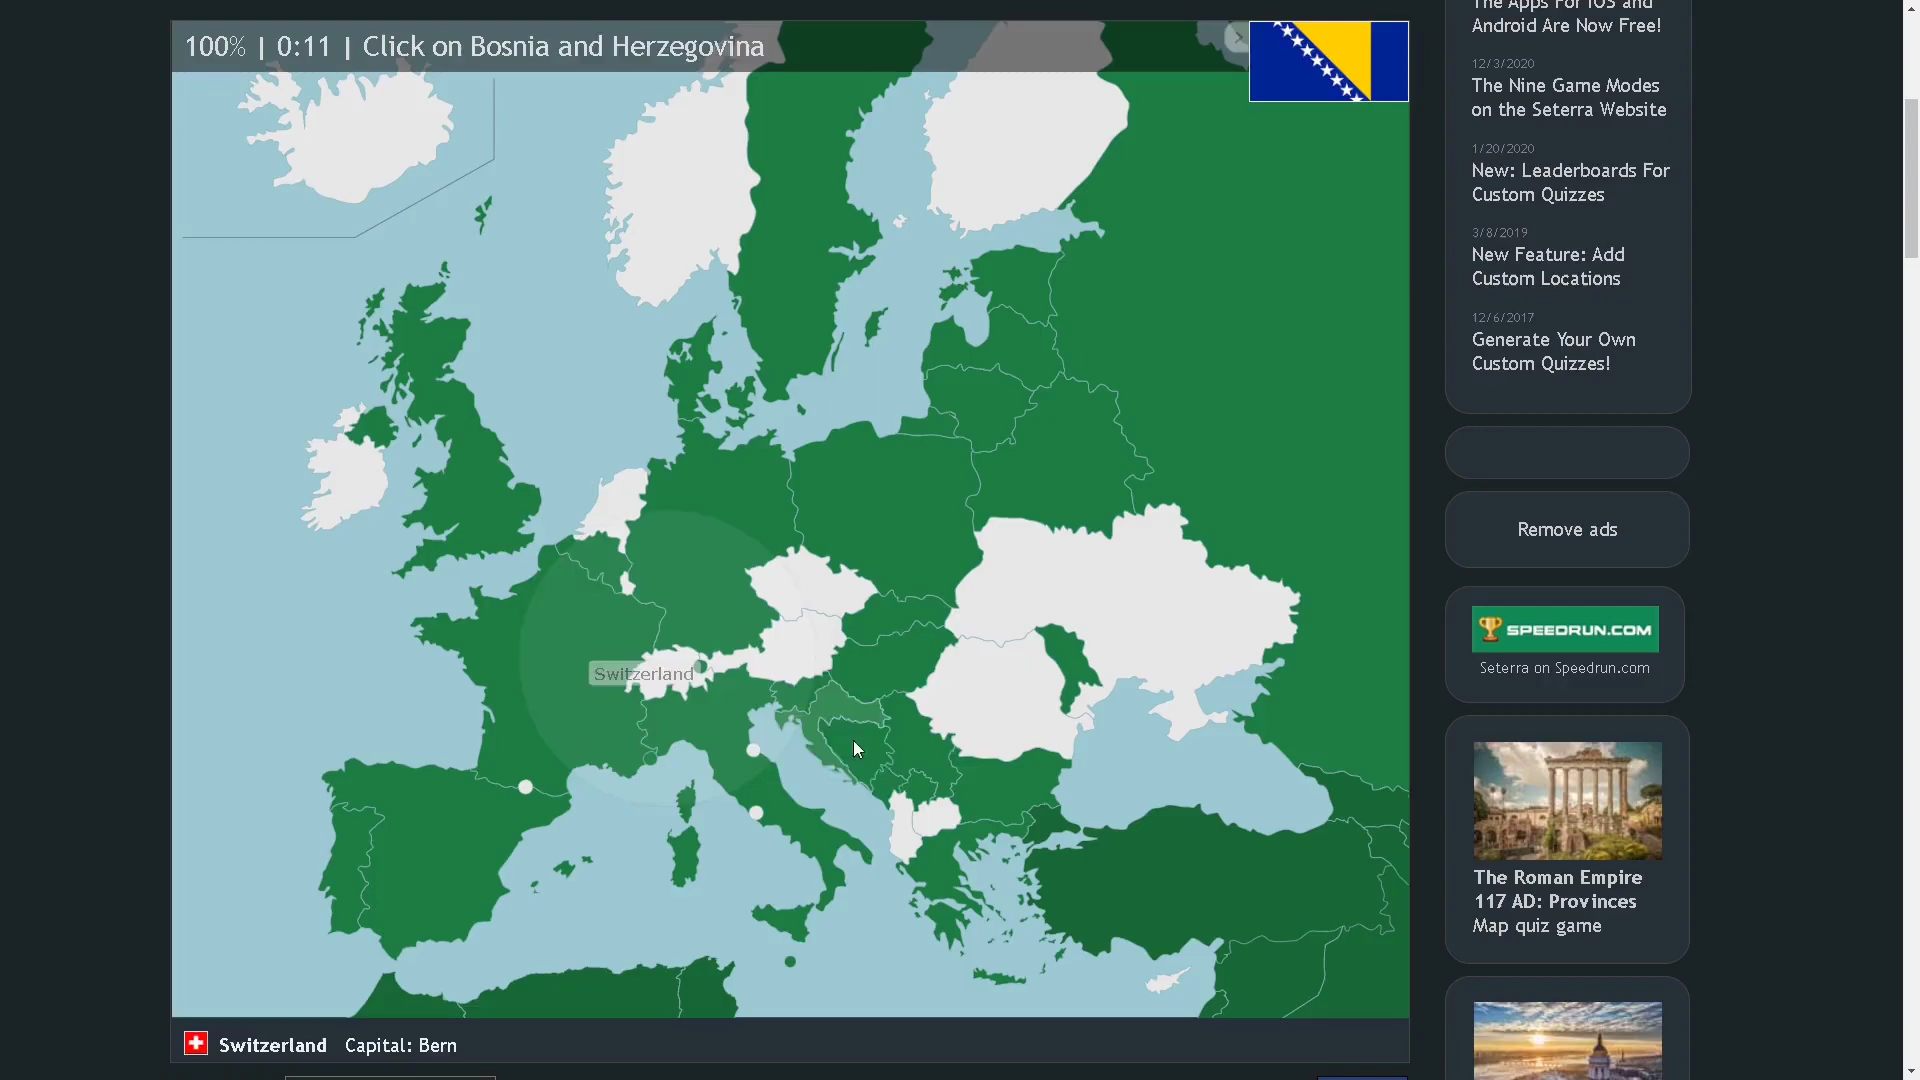 The Apps For iOS and
Android Are Now Free!
100% | 0:11 | Click on Bosnia and Herzegovina
12/3/2020
The Nine Game Modes
on the Seterra Website
1/20/2020
New: Leaderboards For
Custom Quizzes
3/8/2019
New Feature: Add
Custom Locations
12/6/2017
Generate Your Own
Custom Quizzes!
Remove ads
SPEEDRUN.COM
Seterra on Speedrun.com
Switzerland
The Roman Empire
117 AD: Provinces
Map quiz game
Switzerland Capital: Bern